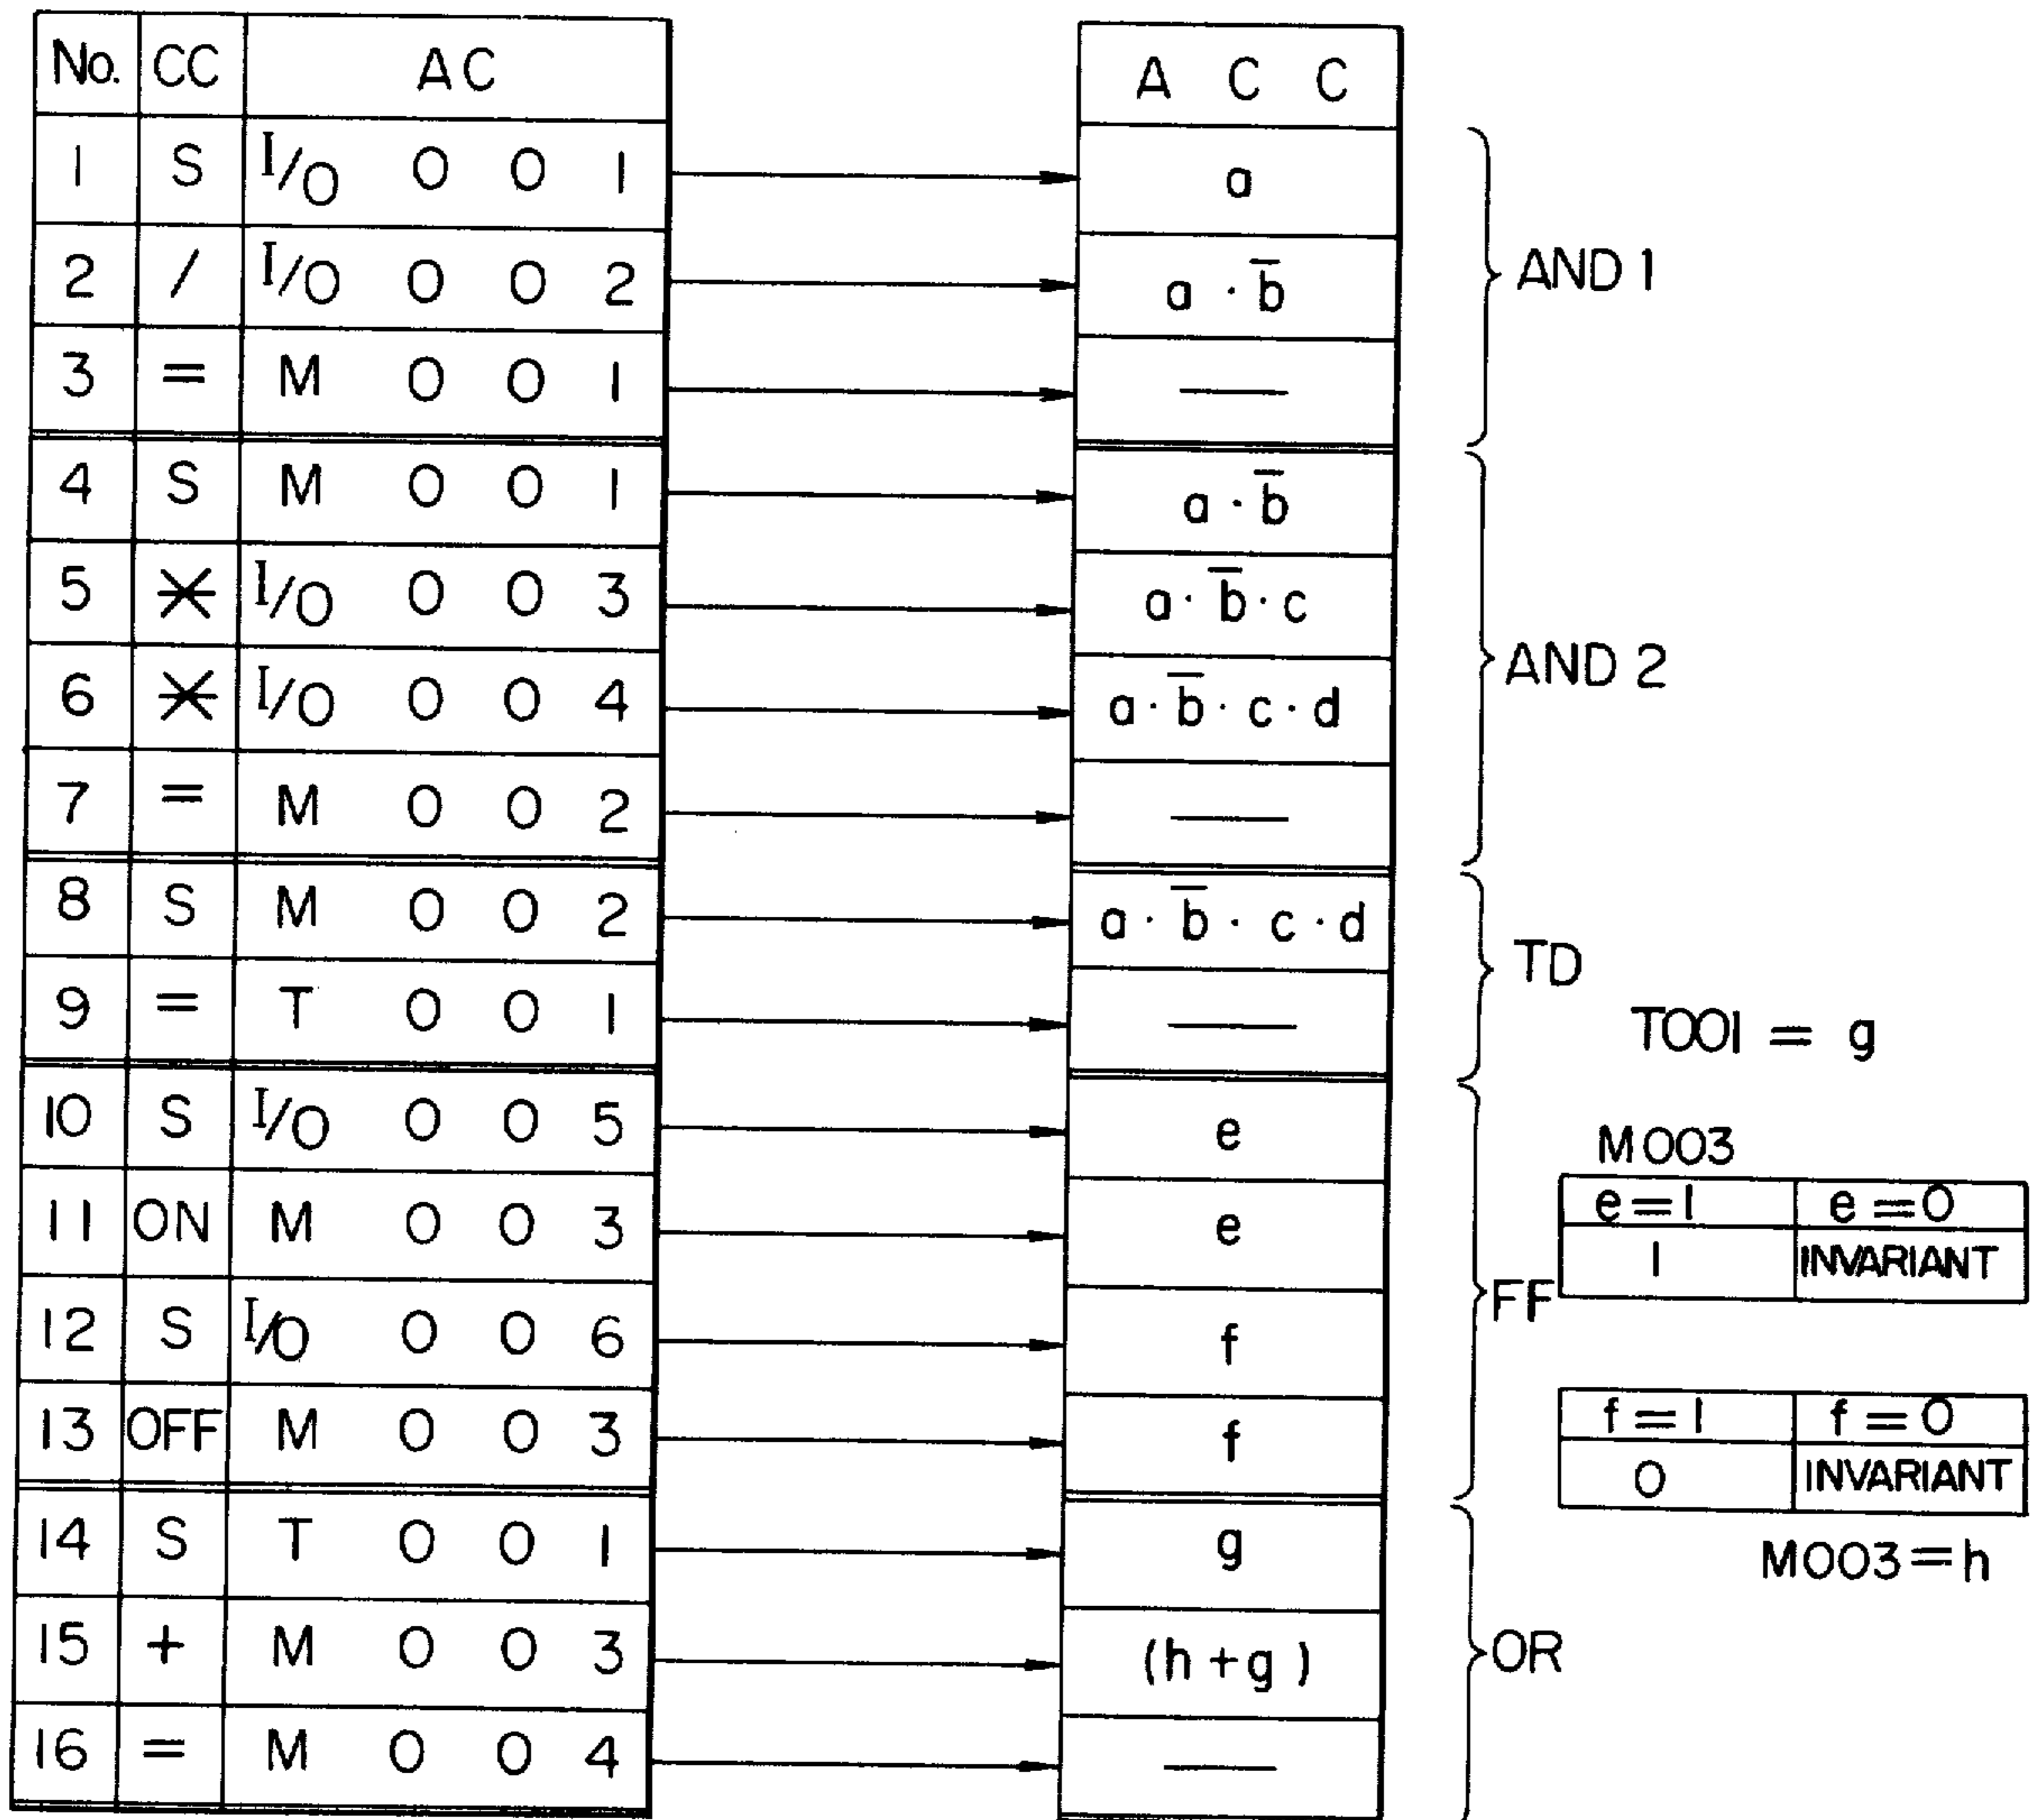 No. CC AC A C C
1 S I/O 0 0 1 a
2 / I/O 0 0 2 a · b̅
3 = M 0 0 1 —
AND 1
4 S M 0 0 1 a · b̅
5 * I/O 0 0 3 a · b̅ · c
6 * I/O 0 0 4 a · b̅ · c · d
7 = M 0 0 2 —
AND 2
8 S M 0 0 2 a · b̅ · c · d
9 = T 0 0 1 —
TD
T001 = g
10 S I/O 0 0 5 e
11 ON M 0 0 3 e
12 S I/O 0 0 6 f
13 OFF M 0 0 3 f
FF
M003
e=1 e=0
1 INVARIANT
f=1 f=0
0 INVARIANT
M003=h
14 S T 0 0 1 g
15 + M 0 0 3 (h+g)
16 = M 0 0 4 —
OR